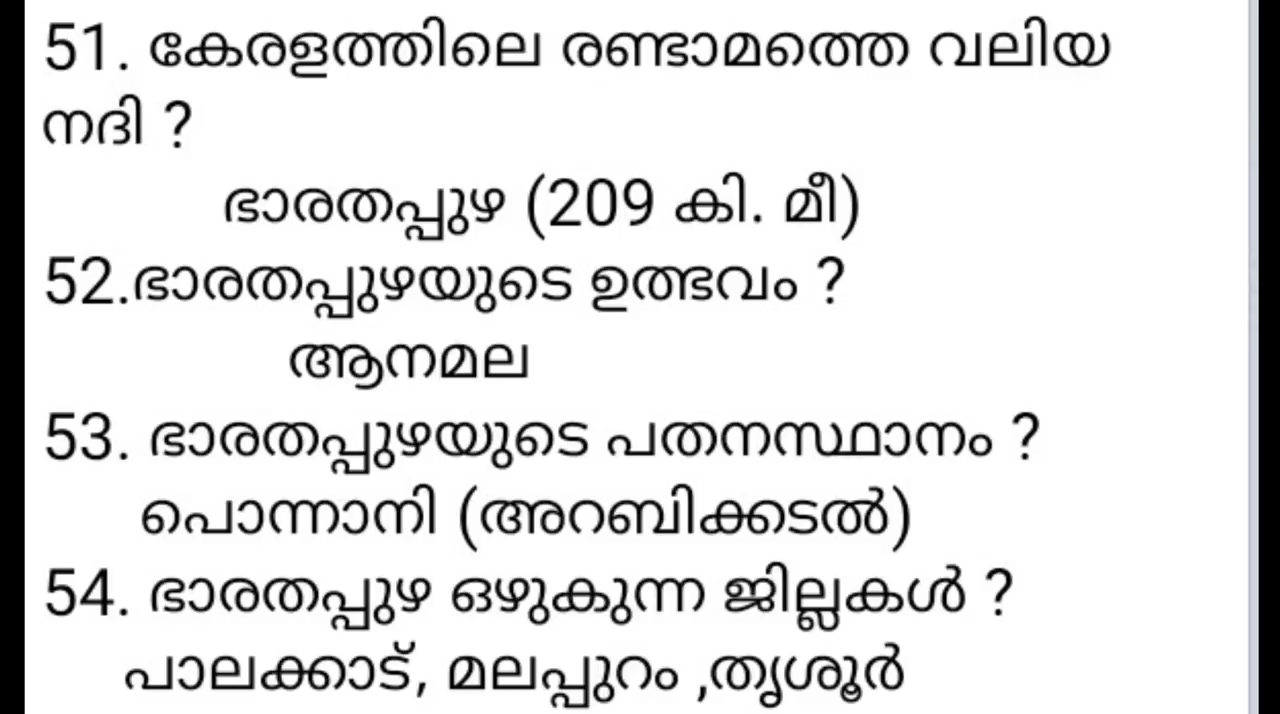 51. കേരളത്തിലെ രണ്ടാമത്തെ വലിയ
നദി ?
ഭാരതപ്പുഴ (209 കി. മീ)
52.ഭാരതപ്പുഴയുടെ ഉത്ഭവം ?
ആനമല
53. ഭാരതപ്പുഴയുടെ പതനസ്ഥാനം ?
പൊന്നാനി (അറബിക്കടൽ)
54. ഭാരതപ്പുഴ ഒഴുകുന്ന ജില്ലകൾ ?
പാലക്കാട്, മലപ്പുറം ,തൃശൂർ